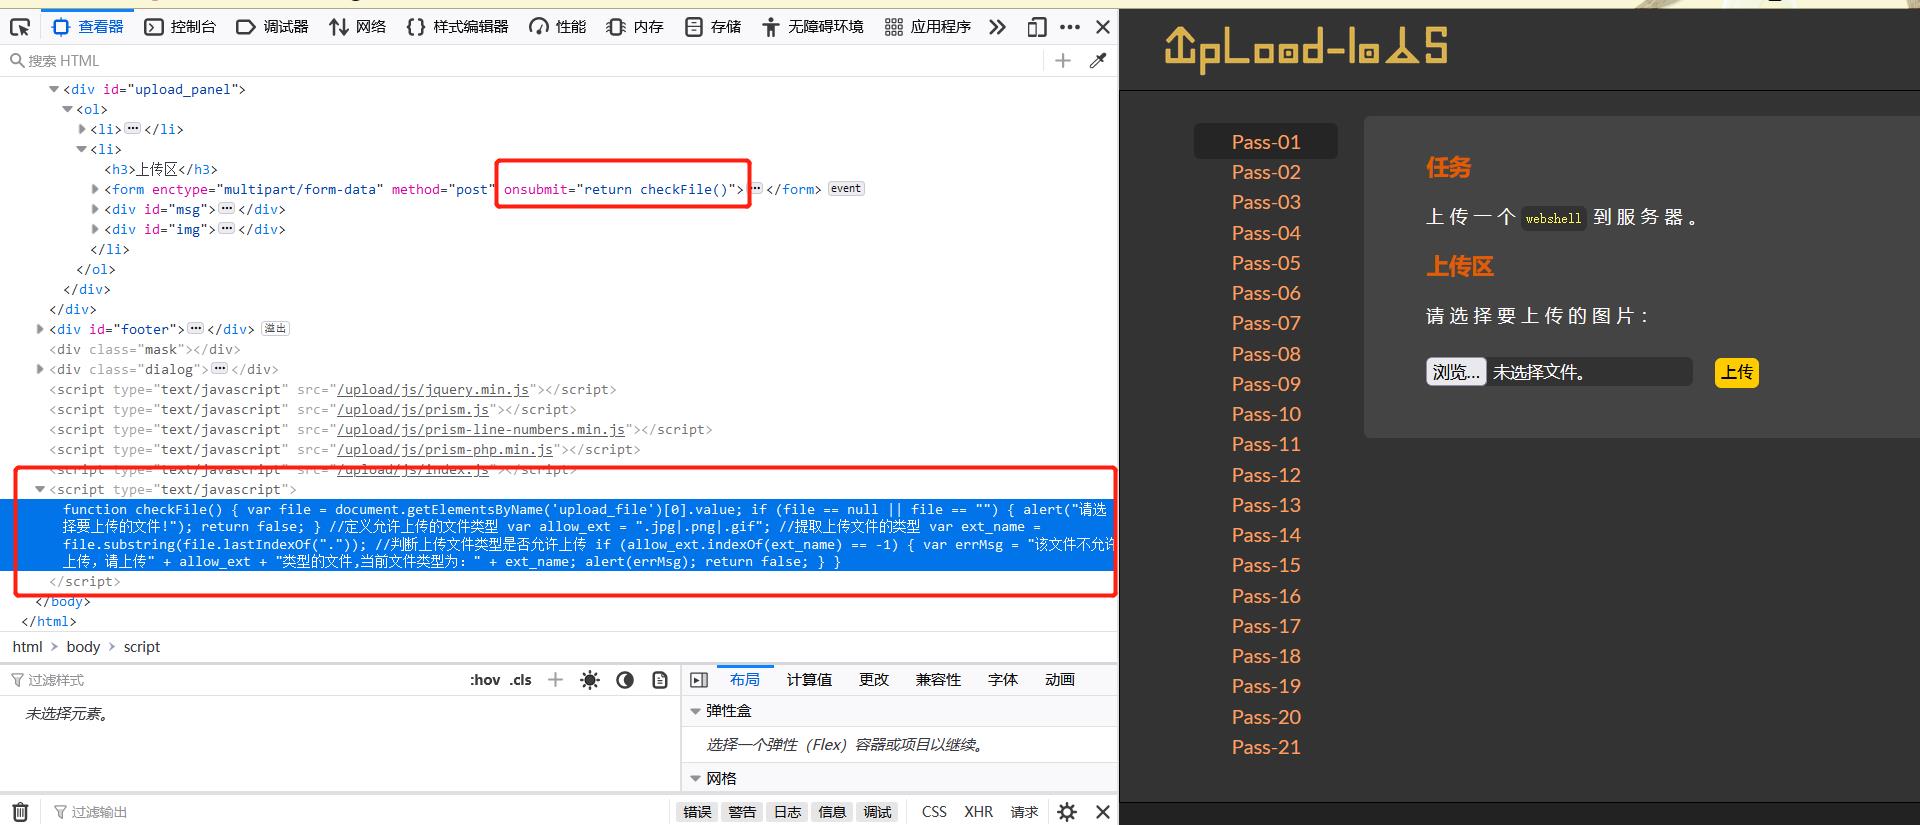 查看器 控制台 调试器 网络 样式编辑器 性能 内存 存储 无障碍环境 应用程序
搜索 HTML
<div id="upload_panel">
<ol>
<li> ••• </li>
<li>
<h3>上传区</h3>
<form enctype="multipart/form-data" method="post" onsubmit="return checkFile()"> ••• </form> event
<div id="msg"> ••• </div>
<div id="img"> ••• </div>
</li>
</ol>
</div>
</div>
<div id="footer"> ••• </div> 溢出
<div class="mask"></div>
<div class="dialog"> ••• </div>
<script type="text/javascript" src="/upload/js/jquery.min.js"></script>
<script type="text/javascript" src="/upload/js/prism.js"></script>
<script type="text/javascript" src="/upload/js/prism-line-numbers.min.js"></script>
<script type="text/javascript" src="/upload/js/prism-php.min.js"></script>
<script type="text/javascript" src="/upload/js/index.js"></script>
<script type="text/javascript">
function checkFile() { var file = document.getElementsByName('upload_file')[0].value; if (file == null || file == "") { alert("请选
择要上传的文件!"); return false; } //定义允许上传的文件类型 var allow_ext = ".jpg|.png|.gif"; //提取上传文件的类型 var ext_name =
file.substring(file.lastIndexOf(".")); //判断上传文件类型是否允许上传 if (allow_ext.indexOf(ext_name) == -1) { var errMsg = "该文件不允许
上传，请上传" + allow_ext + "类型的文件,当前文件类型为：" + ext_name; alert(errMsg); return false; } }
</script>
</body>
</html>
html > body > script
过滤样式 :hov .cls
未选择元素。
布局 计算值 更改 兼容性 字体 动画
弹性盒
选择一个弹性（Flex）容器或项目以继续。
网格
过滤输出 错误 警告 日志 信息 调试 CSS XHR 请求
UpLoad-labs
Pass-01
Pass-02
Pass-03
Pass-04
Pass-05
Pass-06
Pass-07
Pass-08
Pass-09
Pass-10
Pass-11
Pass-12
Pass-13
Pass-14
Pass-15
Pass-16
Pass-17
Pass-18
Pass-19
Pass-20
Pass-21
任务
上传一个 webshell 到服务器。
上传区
请选择要上传的图片：
浏览... 未选择文件。 上传